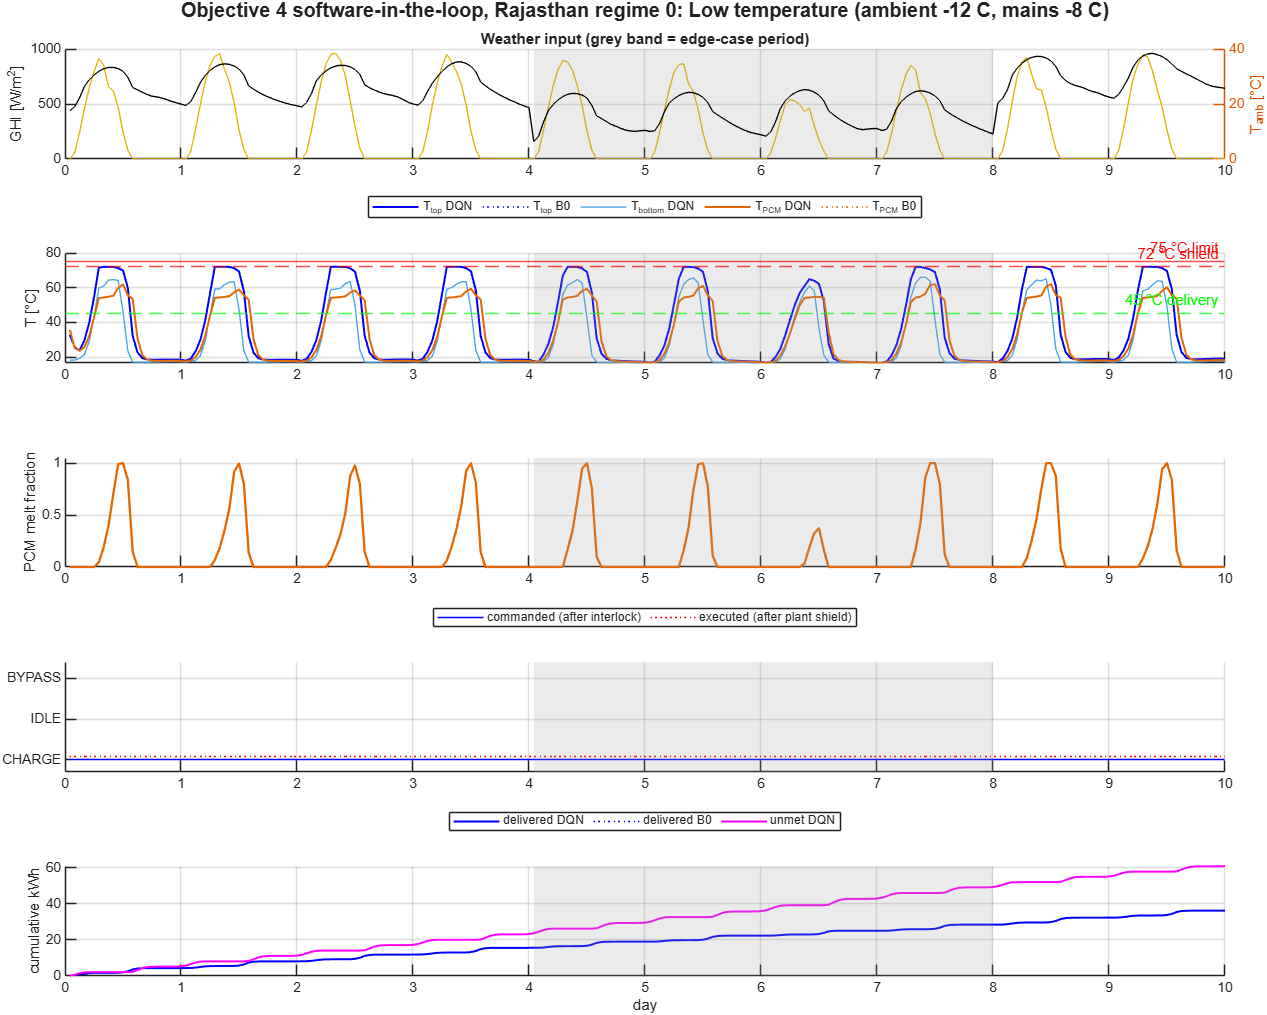 Objective 4 software-in-the-loop, Rajasthan regime 0: Low temperature (ambient -12 C, mains -8 C)
Weather input (grey band = edge-case period)
GHI [W/m²]
1000
500
0
40
20
0
T_amb [°C]
0 1 2 3 4 5 6 7 8 9 10
T_top DQN T_top B0 T_bottom DQN T_PCM DQN T_PCM B0
T [°C]
80
60
40
20
75 °C limit
72 °C shield
45 °C delivery
0 1 2 3 4 5 6 7 8 9 10
PCM melt fraction
1
0.5
0
0 1 2 3 4 5 6 7 8 9 10
commanded (after interlock) executed (after plant shield)
BYPASS
IDLE
CHARGE
0 1 2 3 4 5 6 7 8 9 10
delivered DQN delivered B0 unmet DQN
cumulative kWh
60
40
20
0
0 1 2 3 4 5 6 7 8 9 10
day